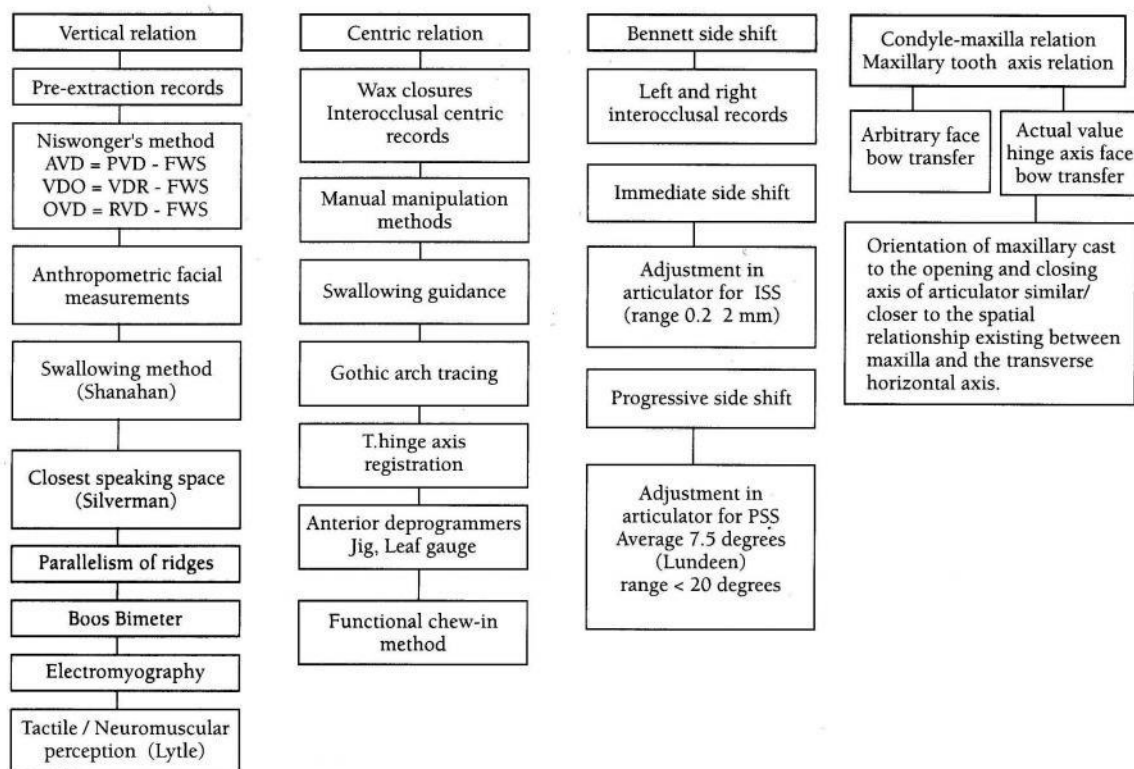 Vertical relation
Pre-extraction records
Niswonger's method
AVD = PVD - FWS
VDO = VDR - FWS
OVD = RVD - FWS
Anthropometric facial
measurements
Swallowing method
(Shanahan)
Closest speaking space
(Silverman)
Parallelism of ridges
Boos Bimeter
Electromyography
Tactile / Neuromuscular
perception (Lytle)
Centric relation
Wax closures
Interocclusal centric
records
Manual manipulation
methods
Swallowing guidance
Gothic arch tracing
T.hinge axis
registration
Anterior deprogrammers
Jig, Leaf gauge
Functional chew-in
method
Bennett side shift
Left and right
interocclusal records
Immediate side shift
Adjustment in
articulator for ISS
(range 0.2 2 mm)
Progressive side shift
Adjustment in
articulator for PSS
Average 7.5 degrees
(Lundeen)
range < 20 degrees
Condyle-maxilla relation
Maxillary tooth axis relation
Arbitrary face
bow transfer
Actual value
hinge axis face
bow transfer
Orientation of maxillary cast
to the opening and closing
axis of articulator similar/
closer to the spatial
relationship existing between
maxilla and the transverse
horizontal axis.